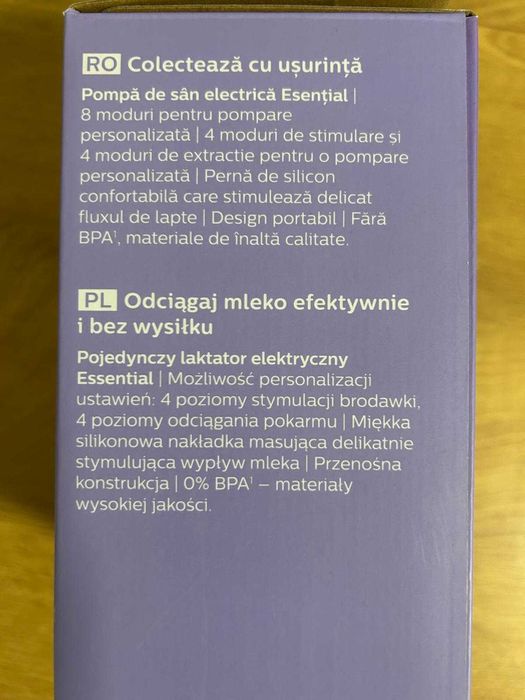 RO Colectează cu ușurință
Pompă de sân electrică Esențial |
8 moduri pentru pompare
personalizată | 4 moduri de stimulare și
4 moduri de extractie pentru o pompare
personalizată | Pernă de silicon
confortabilă care stimulează delicat
fluxul de lapte | Design portabil | Fără
BPA¹, materiale de înaltă calitate.
PL Odciągaj mleko efektywnie
i bez wysiłku
Pojedynczy laktator elektryczny
Essential | Możliwość personalizacji
ustawień: 4 poziomy stymulacji brodawki,
4 poziomy odciągania pokarmu | Miękka
silikonowa nakładka masująca delikatnie
stymulująca wypływ mleka | Przenośna
konstrukcja | 0% BPA¹ – materiały
wysokiej jakości.